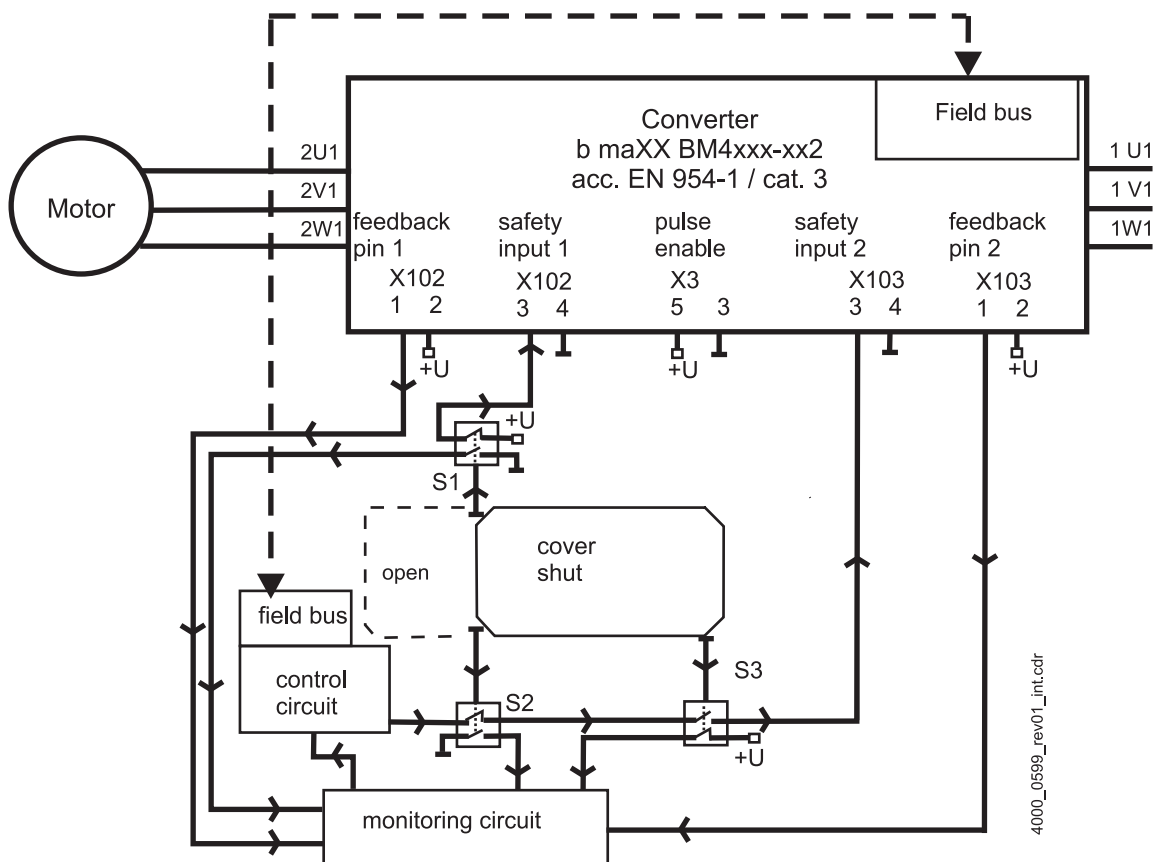 Converter
b maXX BM4xxx-xx2
acc. EN 954-1 / cat. 3
Field bus
Motor
2U1
2V1
2W1
1 U1
1 V1
1W1
feedback
pin 1
X102
1 2
+U
safety
input 1
X102
3 4
pulse
enable
X3
5 3
+U
safety
input 2
X103
3 4
feedback
pin 2
X103
1 2
+U
+U
S1
open
cover
shut
field bus
control
circuit
S2
S3
+U
monitoring circuit
4000_0599_rev01_int.cdr